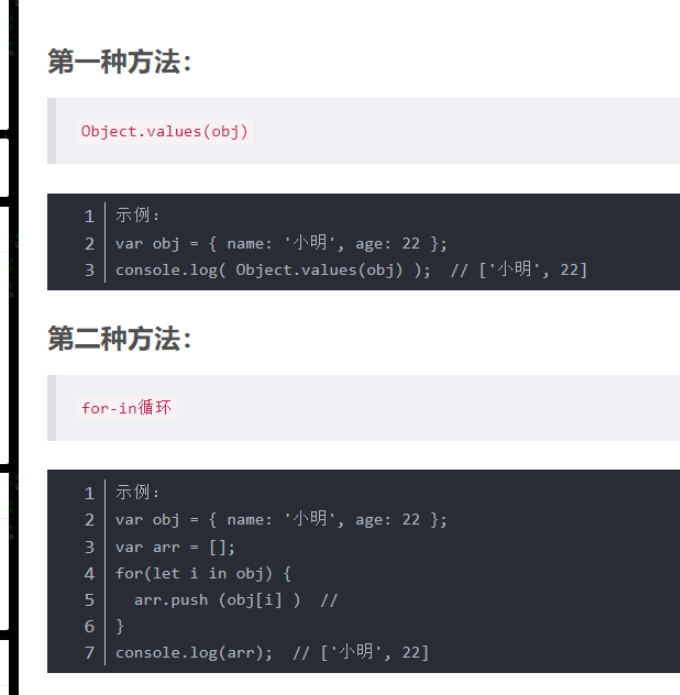 第一种方法：
Object.values(obj)
1 示例：
2 var obj = { name: '小明', age: 22 };
3 console.log( Object.values(obj) );  // ['小明', 22]
第二种方法：
for-in循环
1 示例：
2 var obj = { name: '小明', age: 22 };
3 var arr = [];
4 for(let i in obj) {
5   arr.push (obj[i] )  //
6 }
7 console.log(arr);  // ['小明', 22]